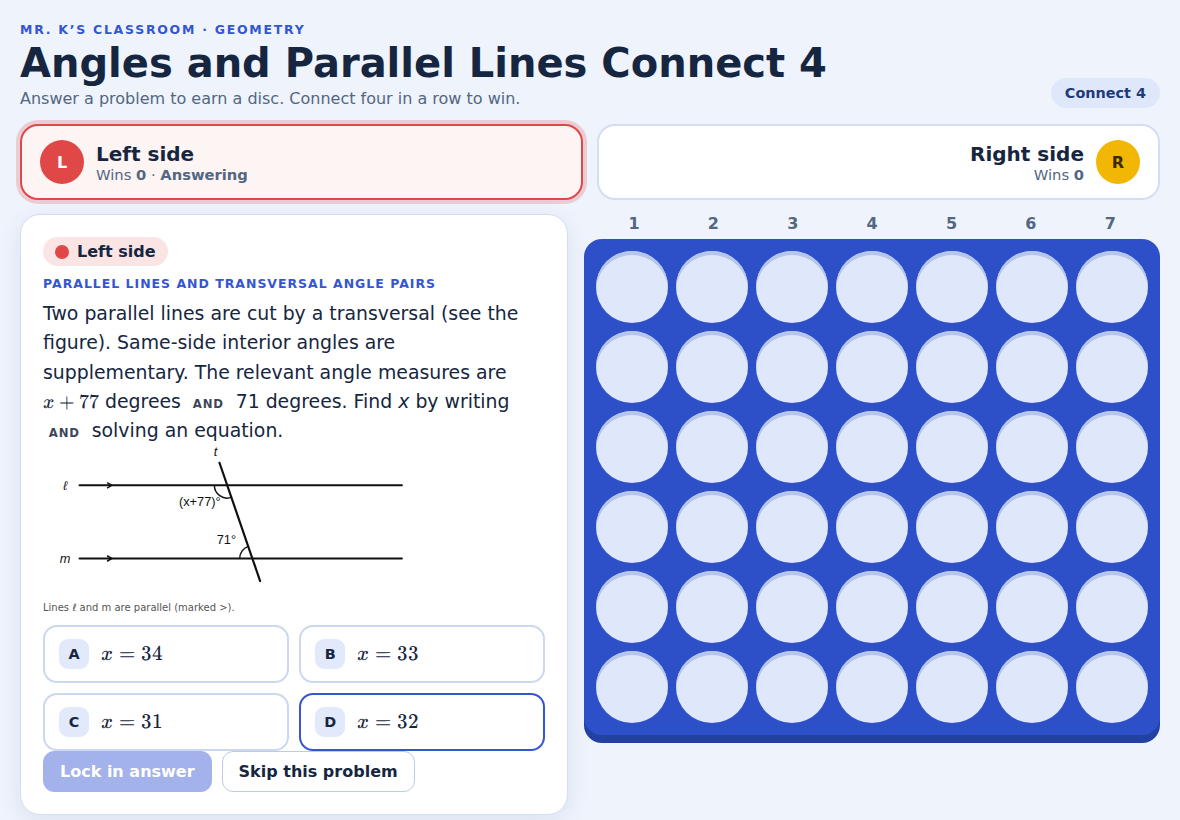 MR. K’S CLASSROOM · GEOMETRY
Angles and Parallel Lines Connect 4
Answer a problem to earn a disc. Connect four in a row to win.
Connect 4
L
Left side
Wins 0 · Answering
Right side
Wins 0
R
Left side
PARALLEL LINES AND TRANSVERSAL ANGLE PAIRS
Two parallel lines are cut by a transversal (see the
figure). Same-side interior angles are
supplementary. The relevant angle measures are
x + 77 degrees AND 71 degrees. Find x by writing
AND solving an equation.
t
ℓ
(x+77)°
71°
m
Lines ℓ and m are parallel (marked >).
A x = 34
B x = 33
C x = 31
D x = 32
Lock in answer
Skip this problem
1 2 3 4 5 6 7